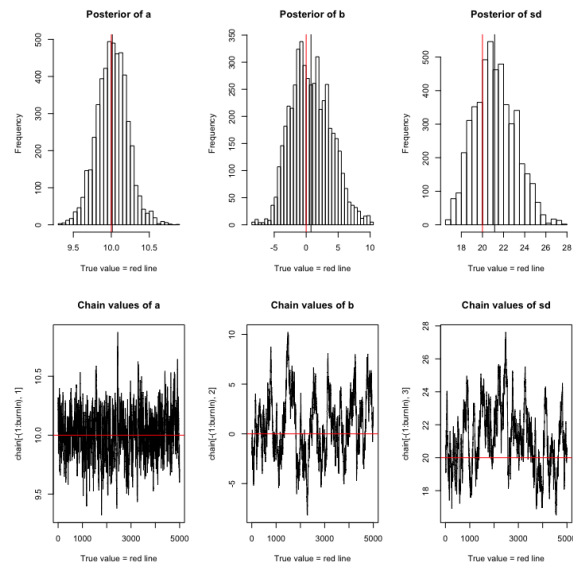 Posterior of a
Posterior of b
Posterior of sd
Frequency
0 100 200 300 400 500
9.5 10.0 10.5
True value = red line
Frequency
0 50 100 150 200 250 300 350
-5 0 5 10
True value = red line
Frequency
0 100 200 300 400 500
18 20 22 24 26 28
True value = red line
Chain values of a
Chain values of b
Chain values of sd
chain[-(1:burnIn), 1]
9.5 10.0 10.5
0 1000 3000 5000
True value = red line
chain[-(1:burnIn), 2]
-5 0 5 10
0 1000 3000 5000
True value = red line
chain[-(1:burnIn), 3]
18 20 22 24 26 28
0 1000 3000 5000
True value = red line